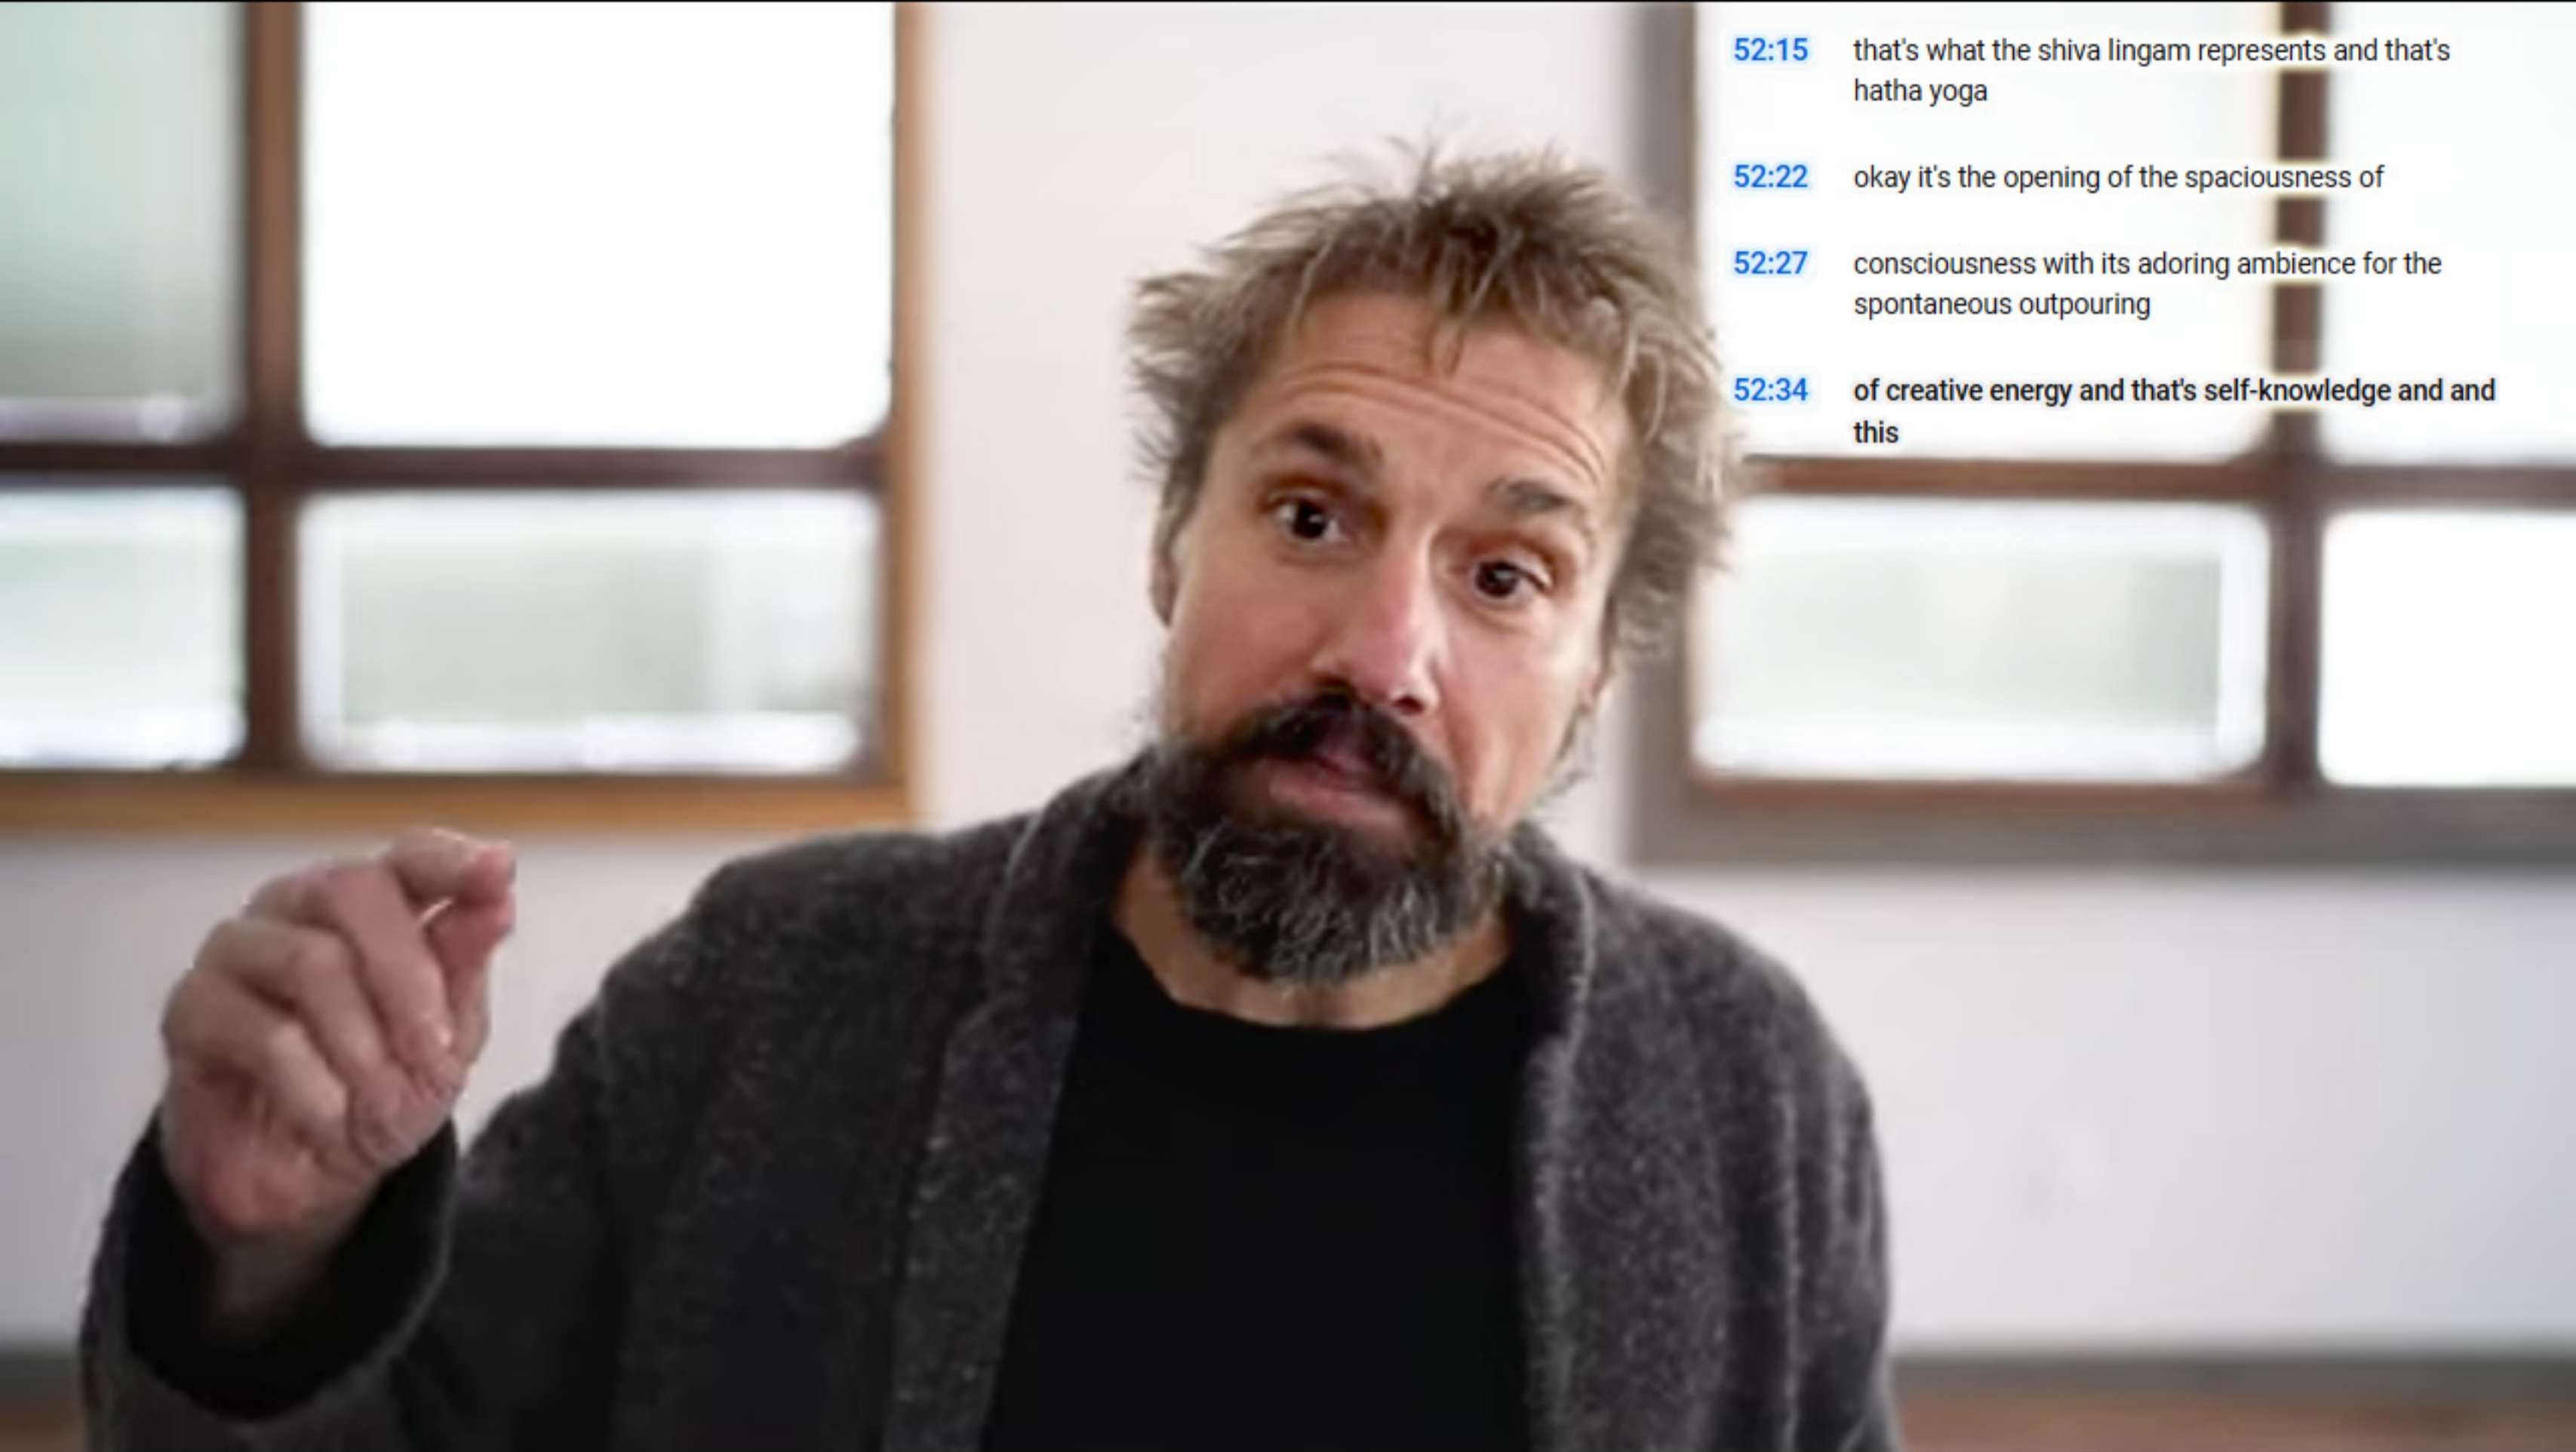 52:15 that's what the shiva lingam represents and that's
hatha yoga
52:22 okay it's the opening of the spaciousness of
52:27 consciousness with its adoring ambience for the
spontaneous outpouring
52:34 of creative energy and that's self-knowledge and and
this